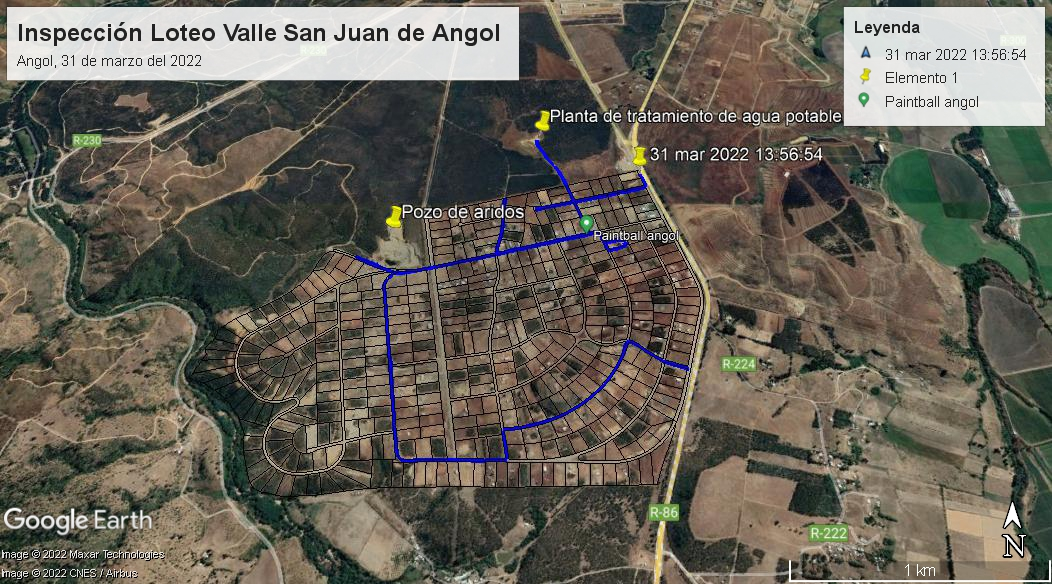 Inspección Loteo Valle San Juan de Angol
Angol, 31 de marzo del 2022
Leyenda
31 mar 2022 13:56:54
Elemento 1
Paintball angol
R-230
Planta de tratamiento de agua potable
31 mar 2022 13:56:54
Pozo de aridos
Paintball angol
R-224
R-86
R-222
Google Earth
Image © 2022 Maxar Technologies
Image © 2022 CNES / Airbus
N
1 km